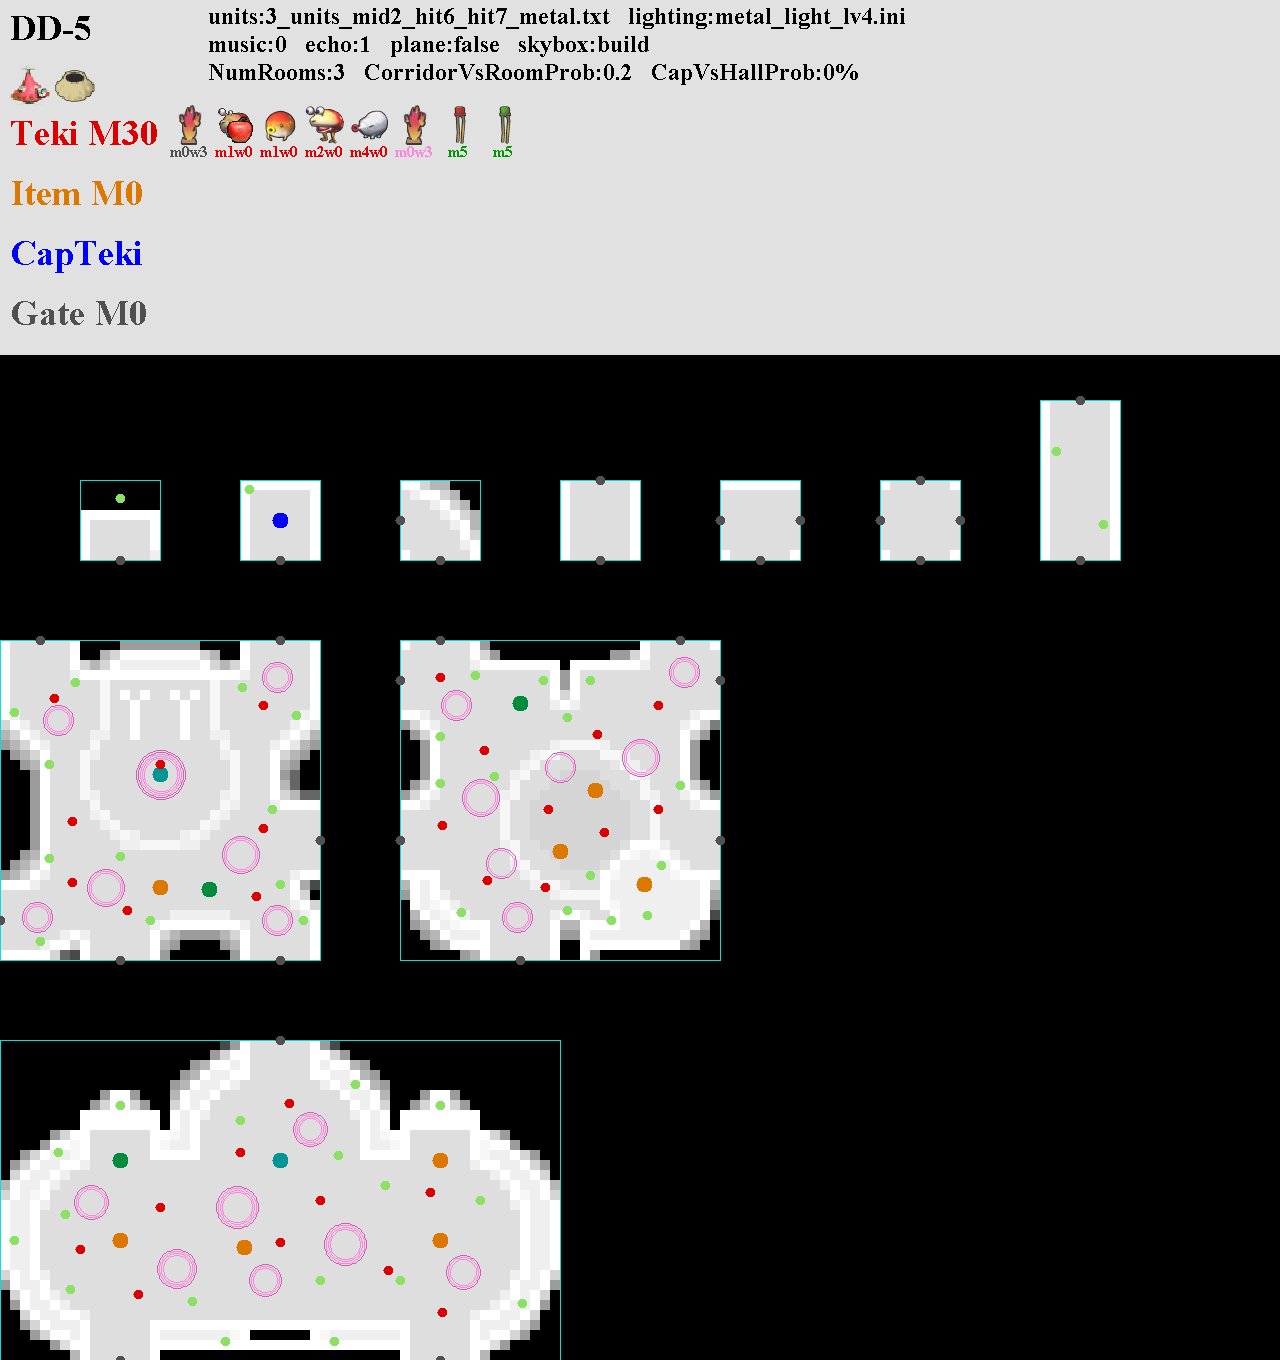 DD-5
units:3_units_mid2_hit6_hit7_metal.txt lighting:metal_light_lv4.ini
music:0 echo:1 plane:false skybox:build
NumRooms:3 CorridorVsRoomProb:0.2 CapVsHallProb:0%
Teki M30
m0w3 m1w0 m1w0 m2w0 m4w0 m0w3 m5 m5
Item M0
CapTeki
Gate M0